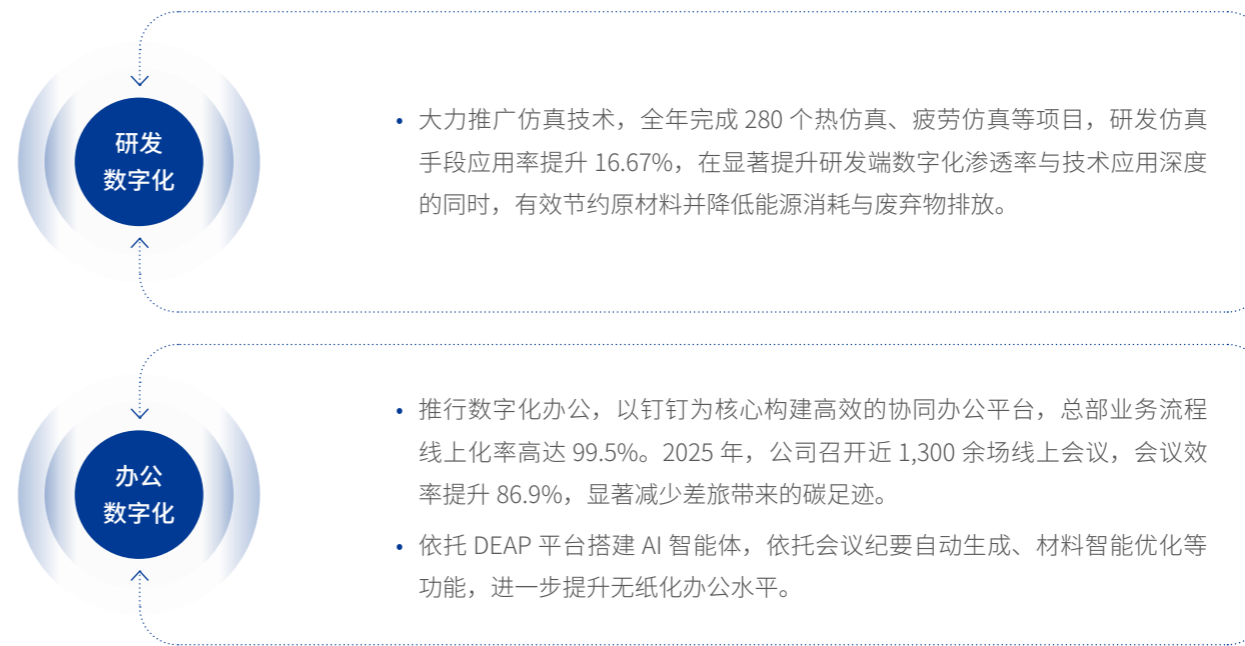 研发
数字化
• 大力推广仿真技术，全年完成 280 个热仿真、疲劳仿真等项目，研发仿真
手段应用率提升 16.67%，在显著提升研发端数字化渗透率与技术应用深度
的同时，有效节约原材料并降低能源消耗与废弃物排放。
办公
数字化
• 推行数字化办公，以钉钉为核心构建高效的协同办公平台，总部业务流程
线上化率高达 99.5%。2025 年，公司召开近 1,300 余场线上会议，会议效
率提升 86.9%，显著减少差旅带来的碳足迹。
• 依托 DEAP 平台搭建 AI 智能体，依托会议纪要自动生成、材料智能优化等
功能，进一步提升无纸化办公水平。